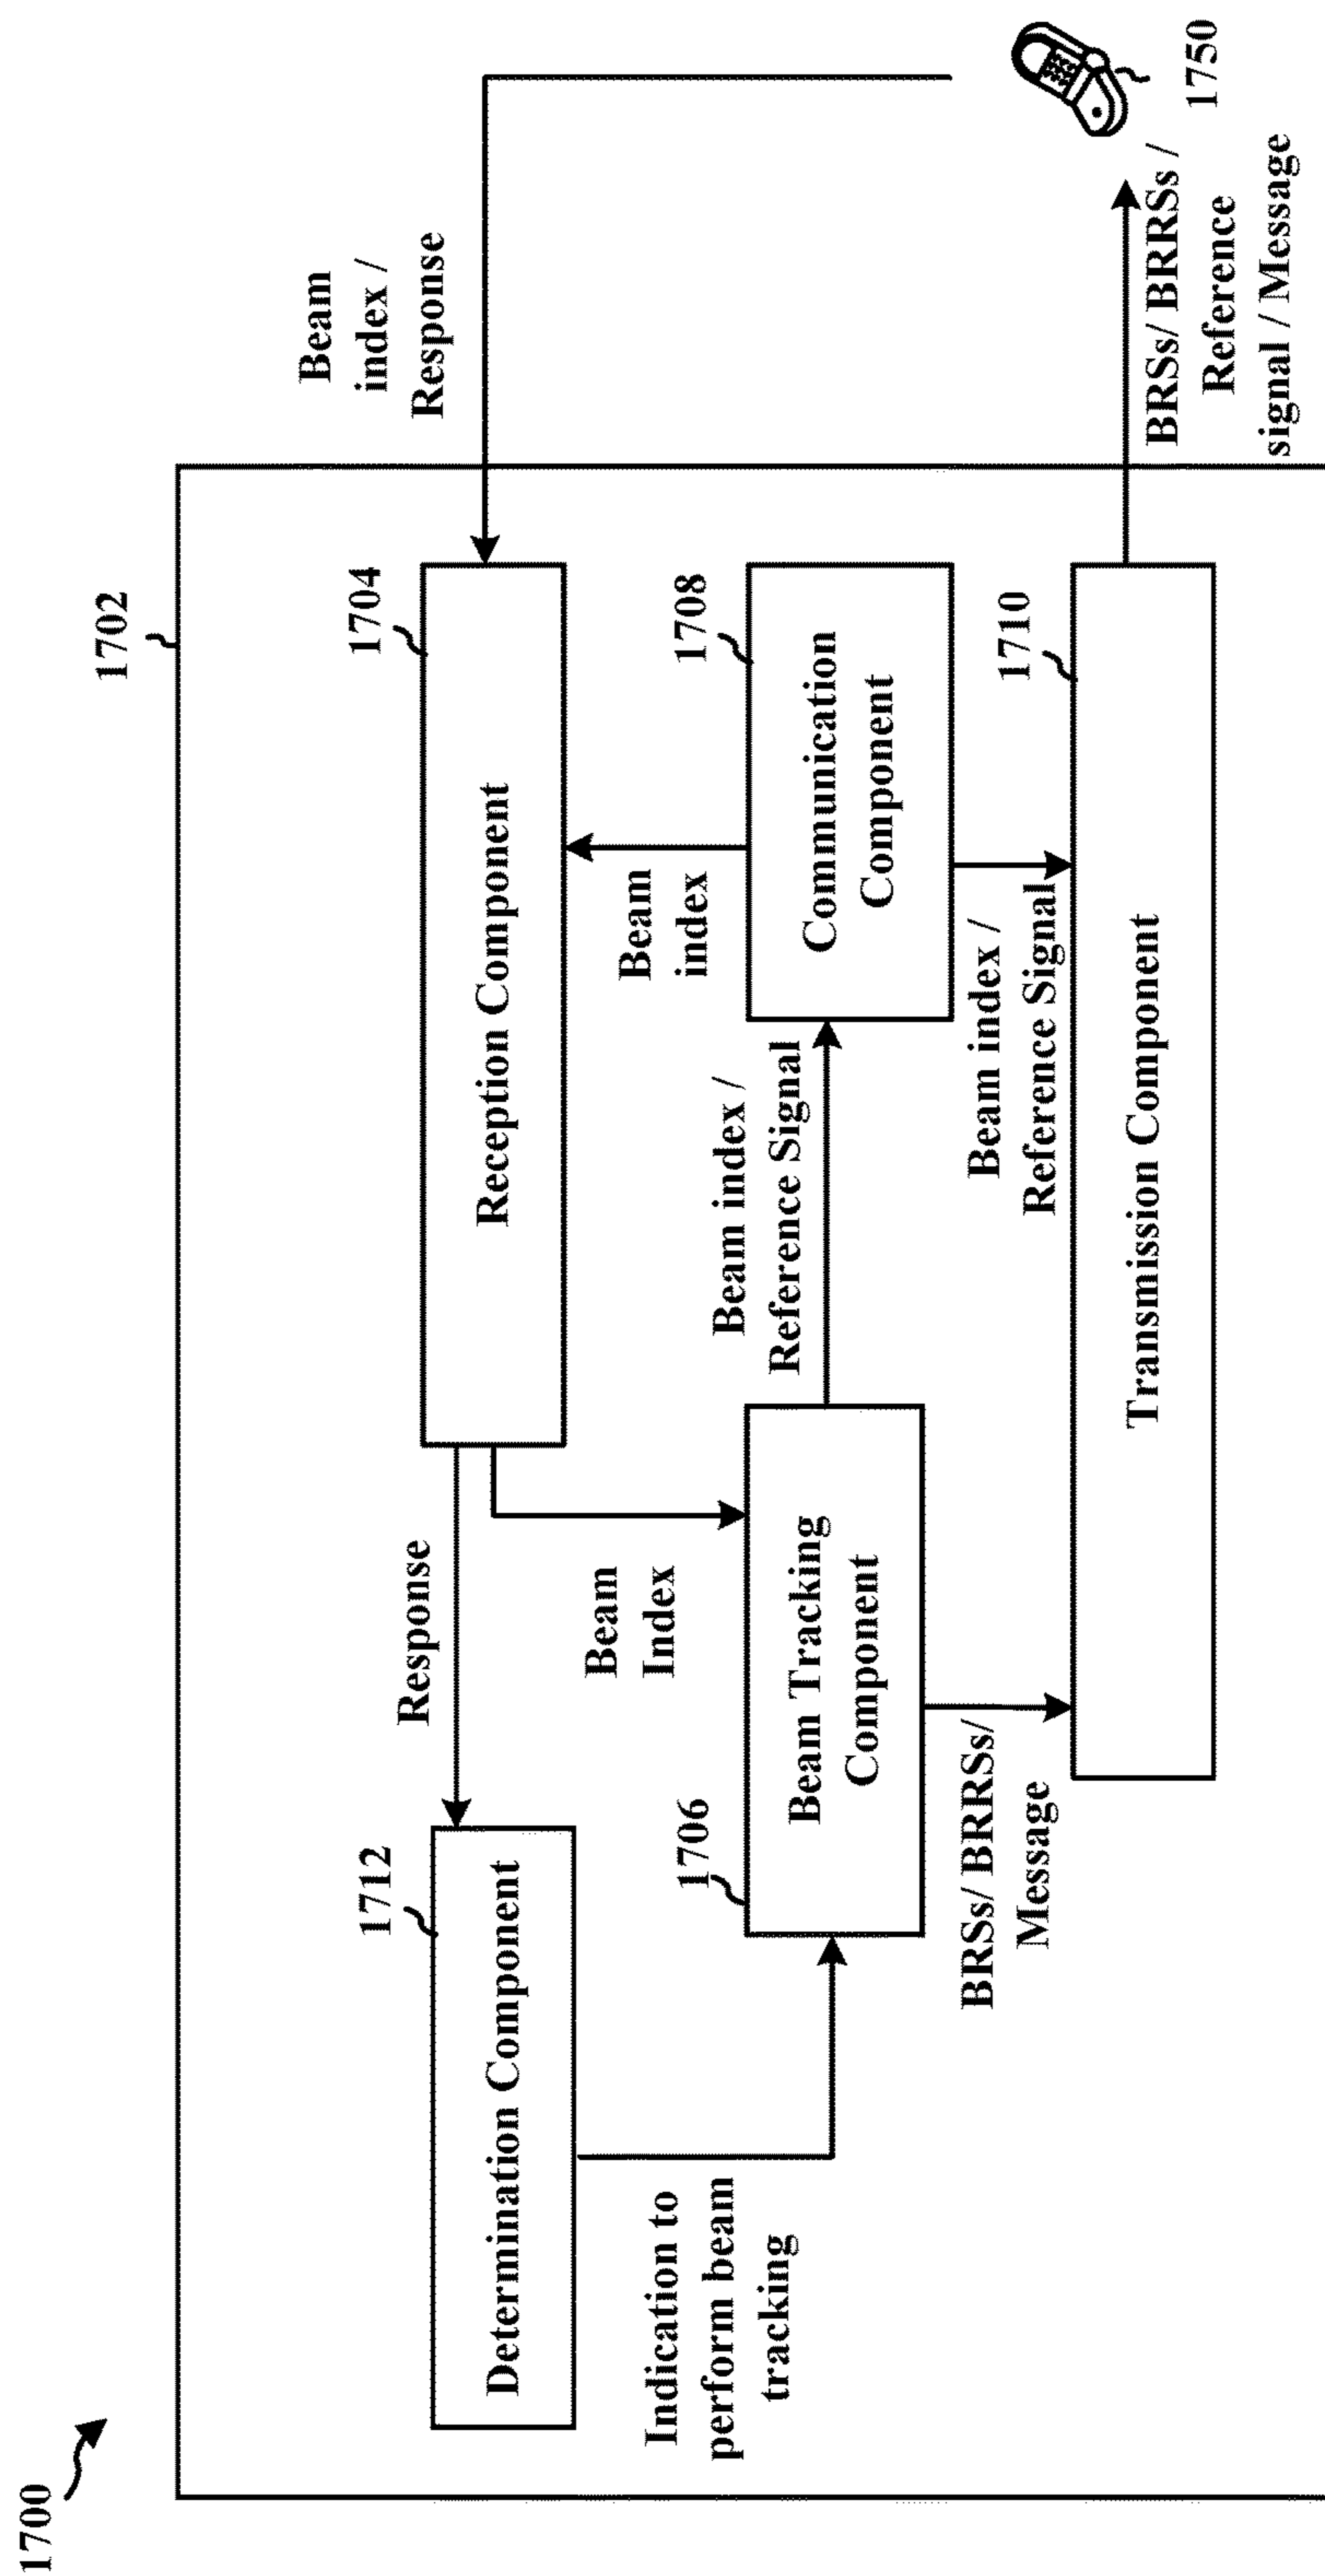 1700
1702
Beam
index /
Response
1704
Reception Component
Response
1712
Determination Component
Beam
index
Beam
Index
1708
Communication
Component
Beam index /
Reference Signal
1706
Beam Tracking
Component
Indication to
perform beam
tracking
Beam index /
Reference Signal
BRSs/ BRRSs/
Message
1710
Transmission Component
1750
BRSs/ BRRSs /
Reference
signal / Message